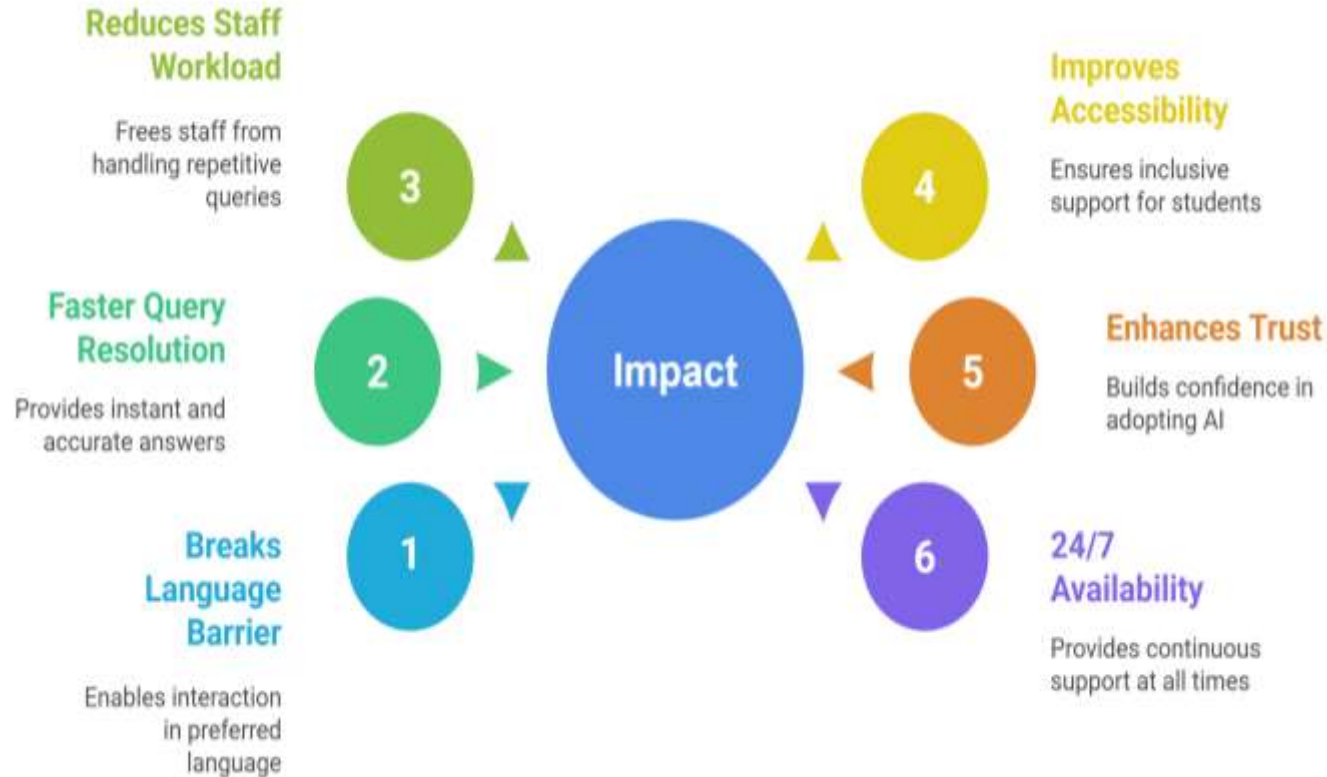 Reduces Staff
Workload
Frees staff from
handling repetitive
queries
3
Faster Query
Resolution
Provides instant and
accurate answers
2
Breaks
Language
Barrier
Enables interaction
in preferred
language
1
Impact
4
Improves
Accessibility
Ensures inclusive
support for students
5
Enhances Trust
Builds confidence in
adopting AI
6
24/7
Availability
Provides continuous
support at all times